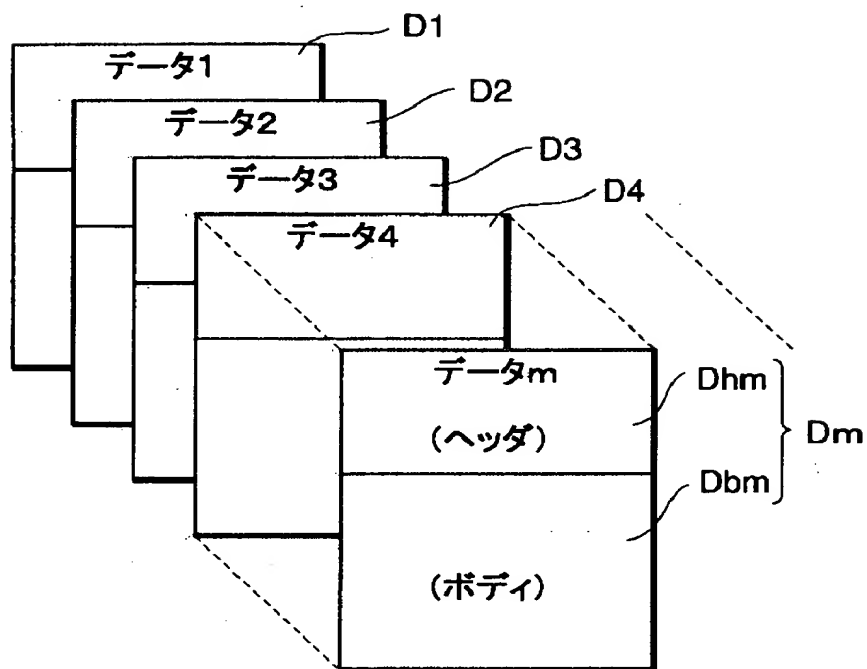 D1
データ1
D2
データ2
D3
データ3
D4
データ4
データm
Dhm
(ヘッダ)
Dm
Dbm
(ボディ)